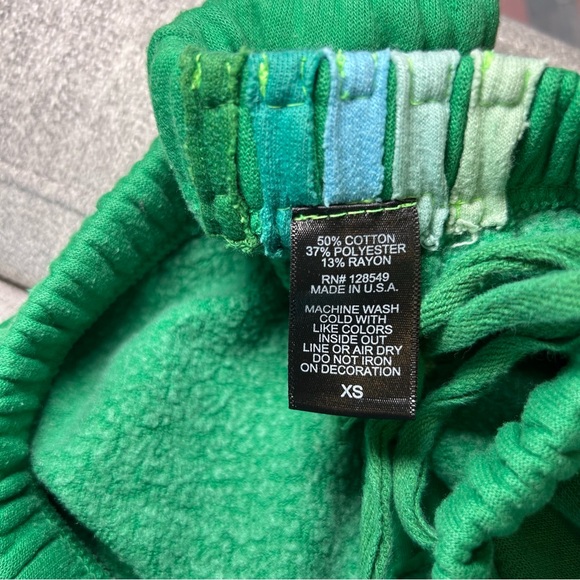 50% COTTON
37% POLYESTER
13% RAYON
RN# 128549
MADE IN U.S.A.
MACHINE WASH
COLD WITH
LIKE COLORS
INSIDE OUT
LINE OR AIR DRY
DO NOT IRON
ON DECORATION
XS